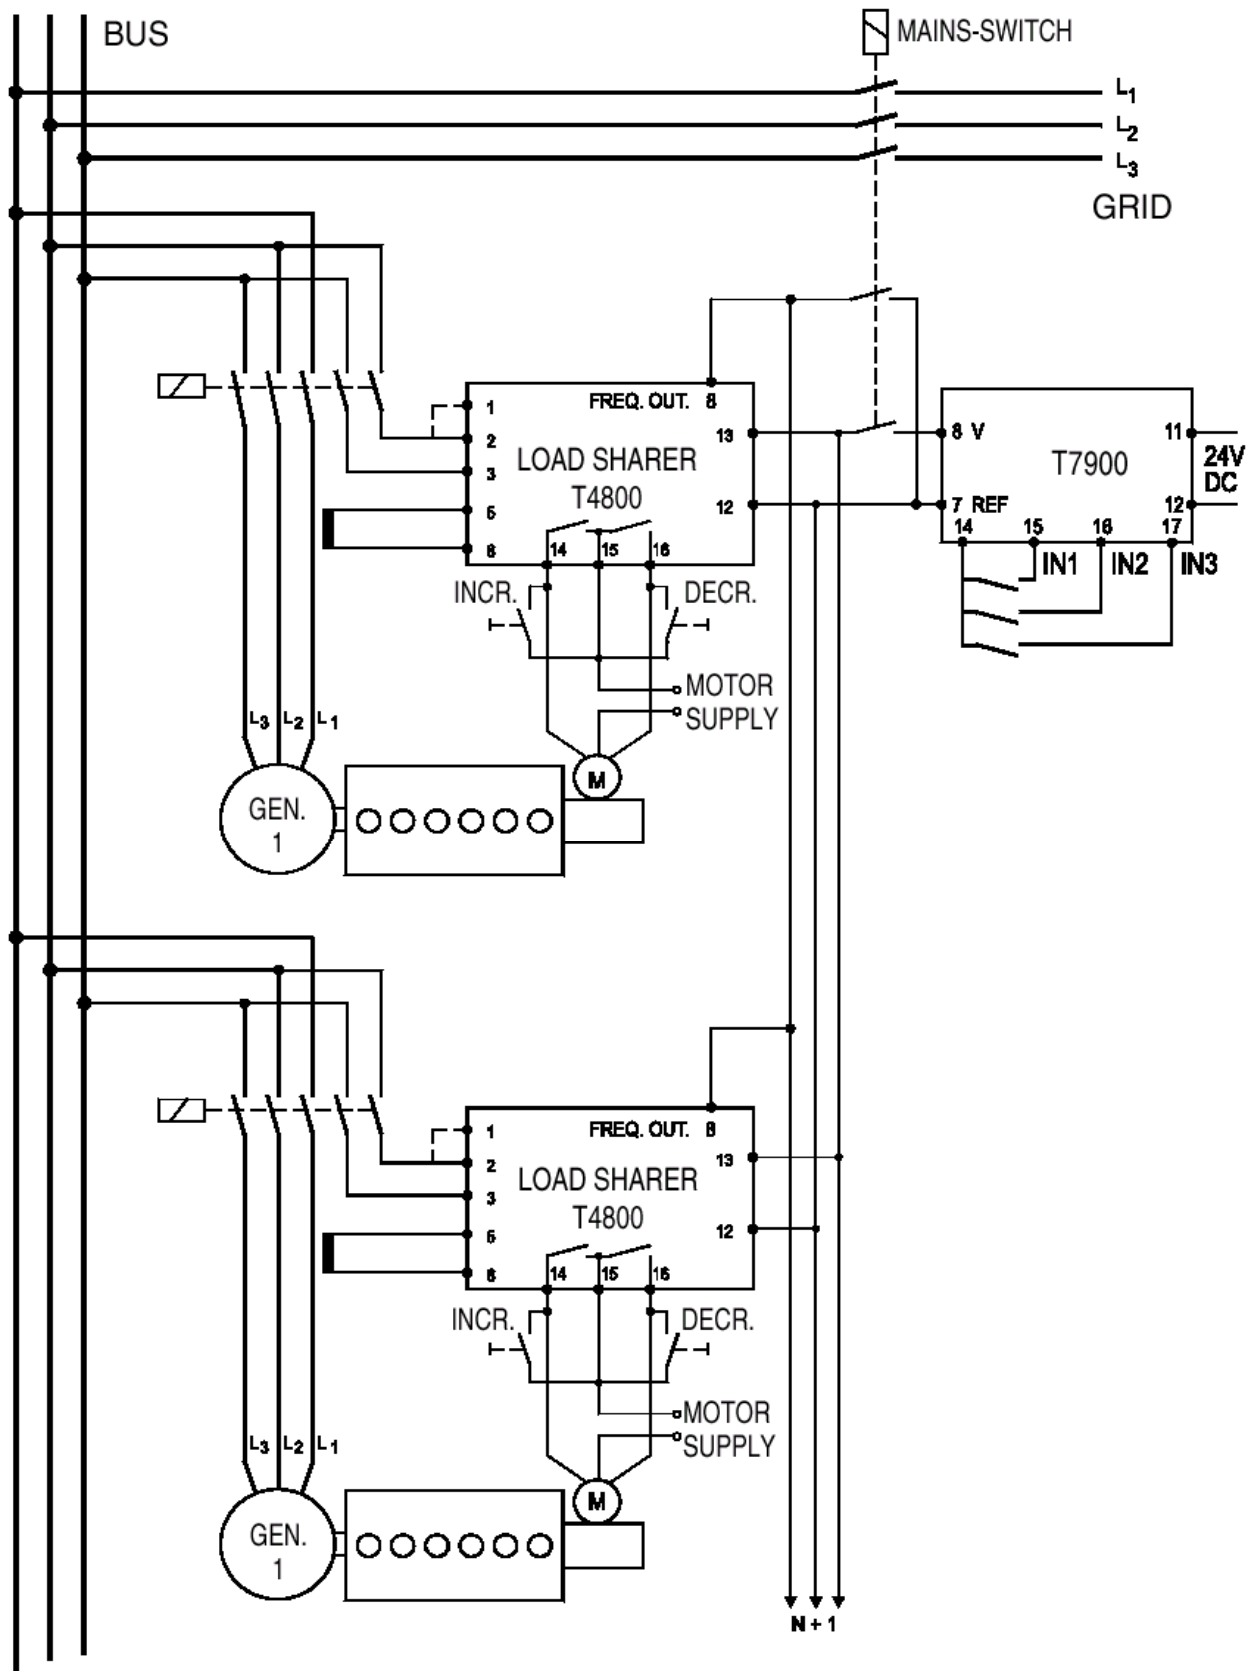 BUS
MAINS-SWITCH
L1
L2
L3
GRID
FREQ. OUT. 8
1
2
3
5
6
13
12
LOAD SHARER
T4800
14 15 16
8 V
7 REF
T7900
11
12
24V
DC
14 15 16 17
IN1 IN2 IN3
INCR. DECR.
MOTOR
SUPPLY
L3 L2 L1
M
GEN.
1
FREQ. OUT. 8
1
2
3
5
6
13
12
LOAD SHARER
T4800
14 15 16
INCR. DECR.
MOTOR
SUPPLY
L3 L2 L1
M
GEN.
1
N + 1